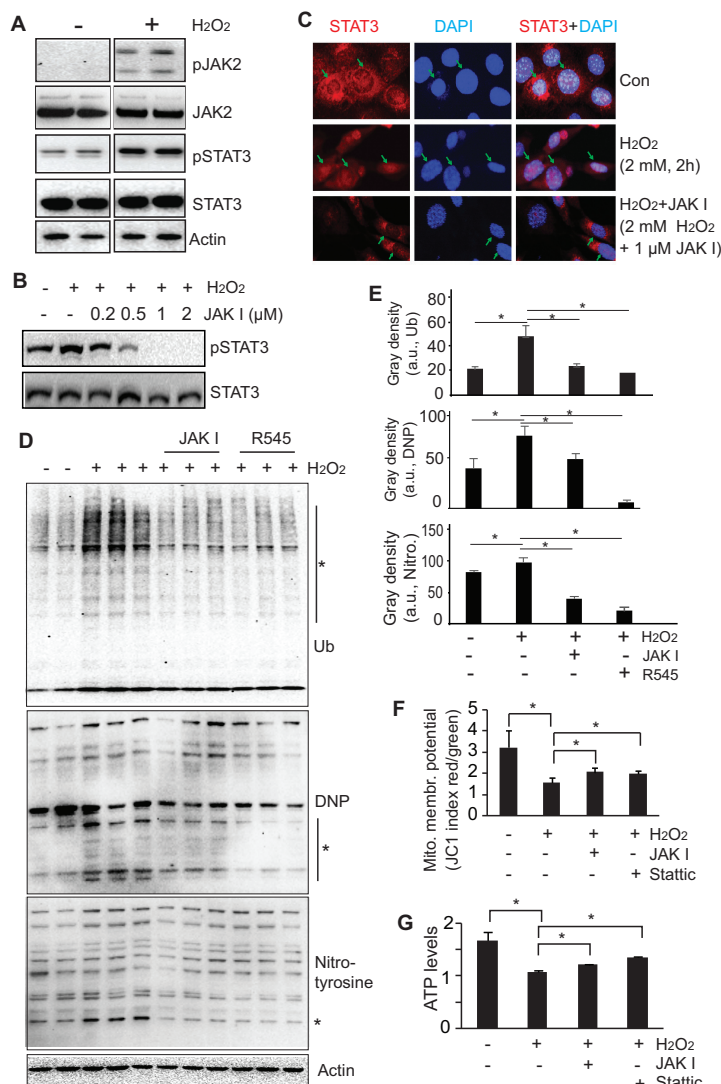 A
- + H2O2
pJAK2
JAK2
pSTAT3
STAT3
Actin
B
- + + + + + H2O2
- - 0.2 0.5 1 2 JAK I (μM)
pSTAT3
STAT3
C
STAT3 DAPI STAT3+DAPI
Con
H2O2
(2 mM, 2h)
H2O2+JAK I
(2 mM H2O2
+ 1 μM JAK I)
D
JAK I R545
- - + + + + + + + + + H2O2
*
Ub
DNP
*
Nitro-
tyrosine
*
Actin
E
Gray density
(a.u., Ub)
80
60
40
20
0
* * *
Gray density
(a.u., DNP)
100
50
0
* * *
Gray density
(a.u., Nitro.)
100
50
0
* * *
- + + + H2O2
+ JAK I
+ R545
F
Mito. membr. potential
(JC1 index red/green)
5
4
3
2
1
0
* * *
- + + + H2O2
+ JAK I
+ Stattic
G
ATP levels
2
1
0
* * *
- + + + H2O2
+ JAK I
+ Stattic